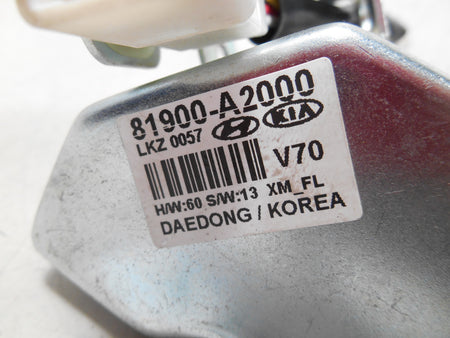 81900-A2000
LKZ 0057 KIA
V70
H/W:60 S/W:13 XM_FL
DAEDONG / KOREA